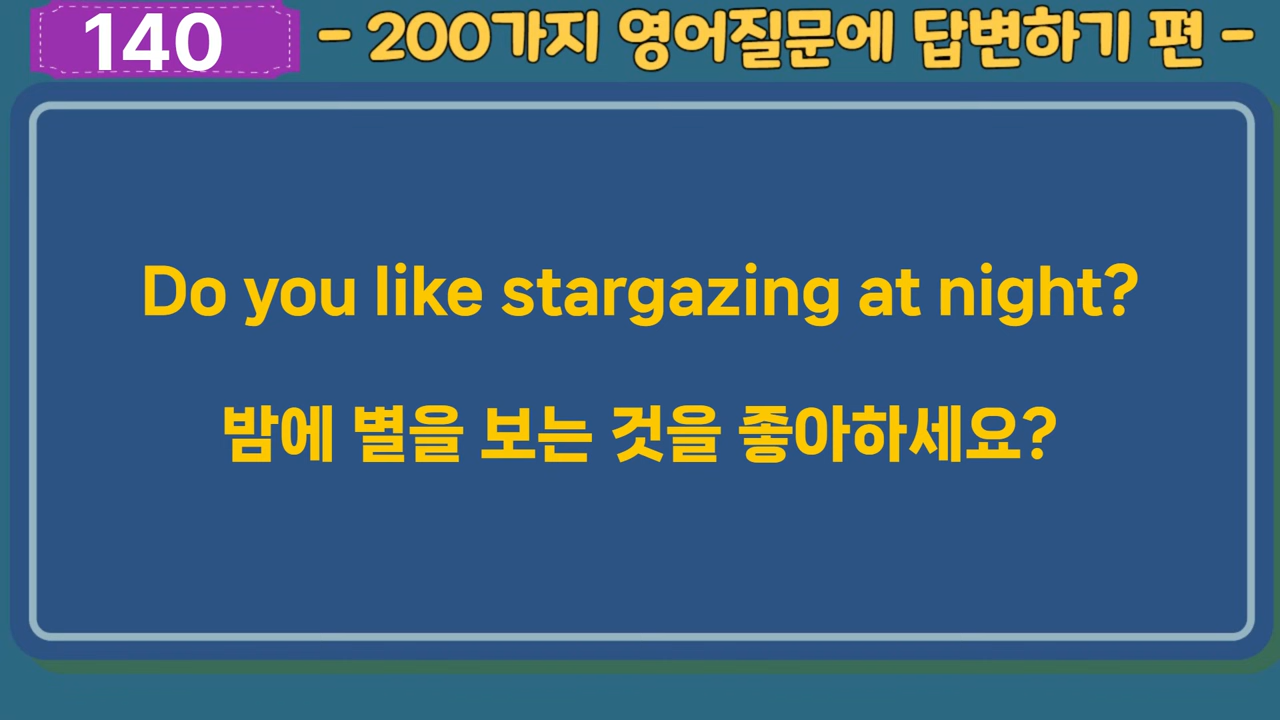 140
- 200가지 영어질문에 답변하기 편 -
Do you like stargazing at night?
밤에 별을 보는 것을 좋아하세요?